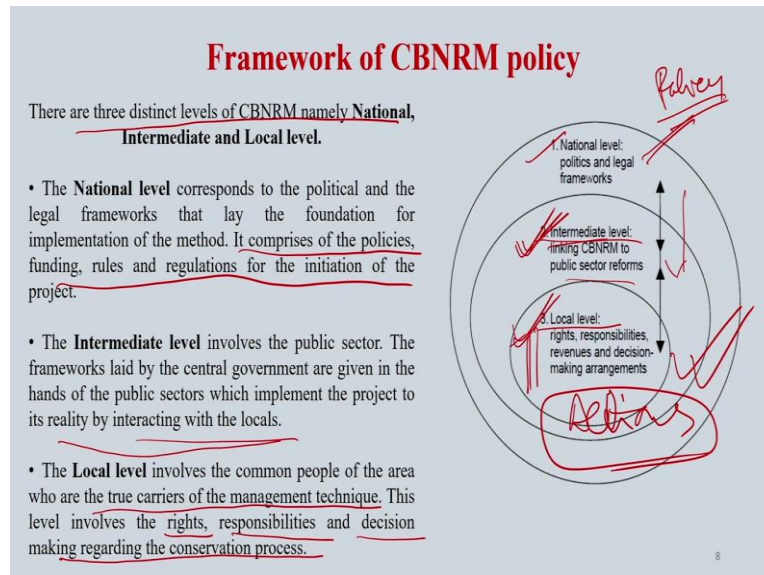 Framework of CBNRM policy
Policy
There are three distinct levels of CBNRM namely National,
Intermediate and Local level.
• The National level corresponds to the political and the
legal frameworks that lay the foundation for
implementation of the method. It comprises of the policies,
funding, rules and regulations for the initiation of the
project.
• The Intermediate level involves the public sector. The
frameworks laid by the central government are given in the
hands of the public sectors which implement the project to
its reality by interacting with the locals.
• The Local level involves the common people of the area
who are the true carriers of the management technique. This
level involves the rights, responsibilities and decision
making regarding the conservation process.
1. National level:
politics and legal
frameworks
2. Intermediate level:
linking CBNRM to
public sector reforms
3. Local level:
rights, responsibilities,
revenues and decision-
making arrangements
Actions
8